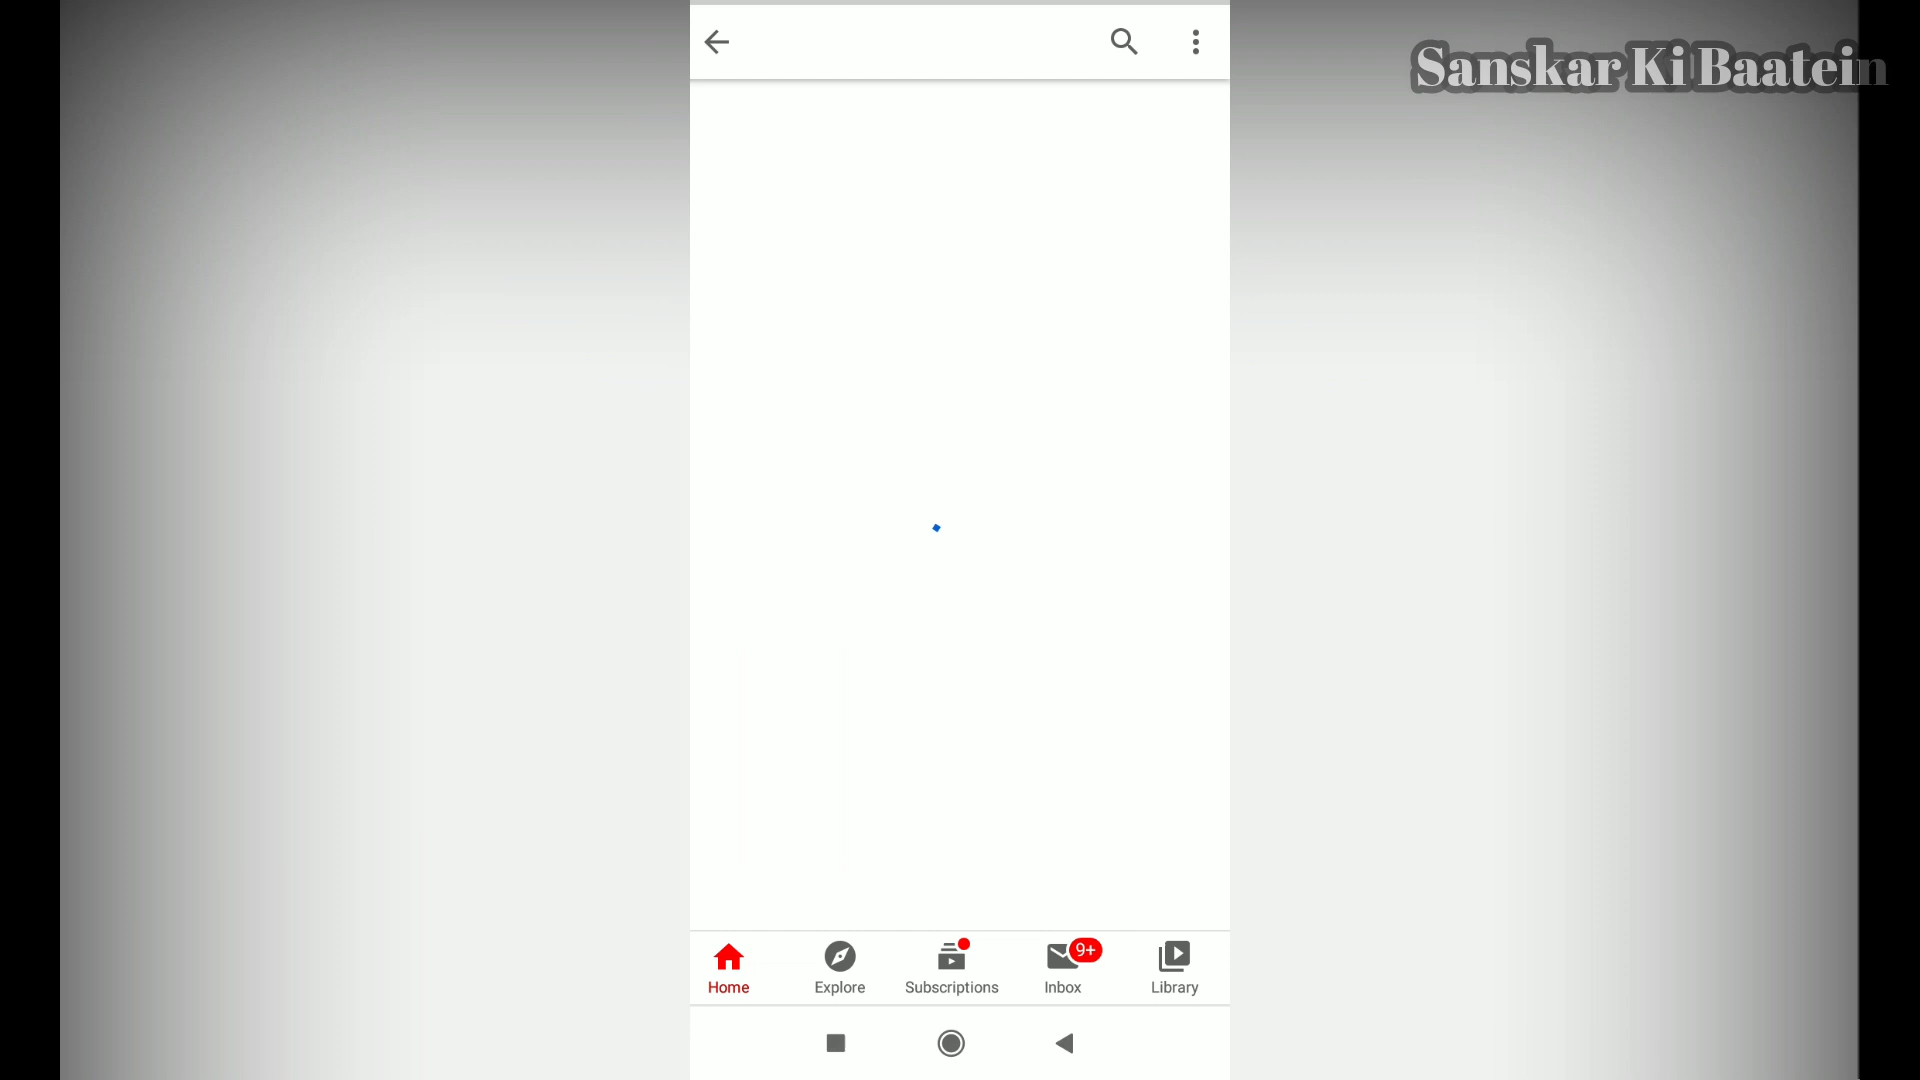 Sanskar Ki Baatein
9+
Home
Explore
Subscriptions
Inbox
Library